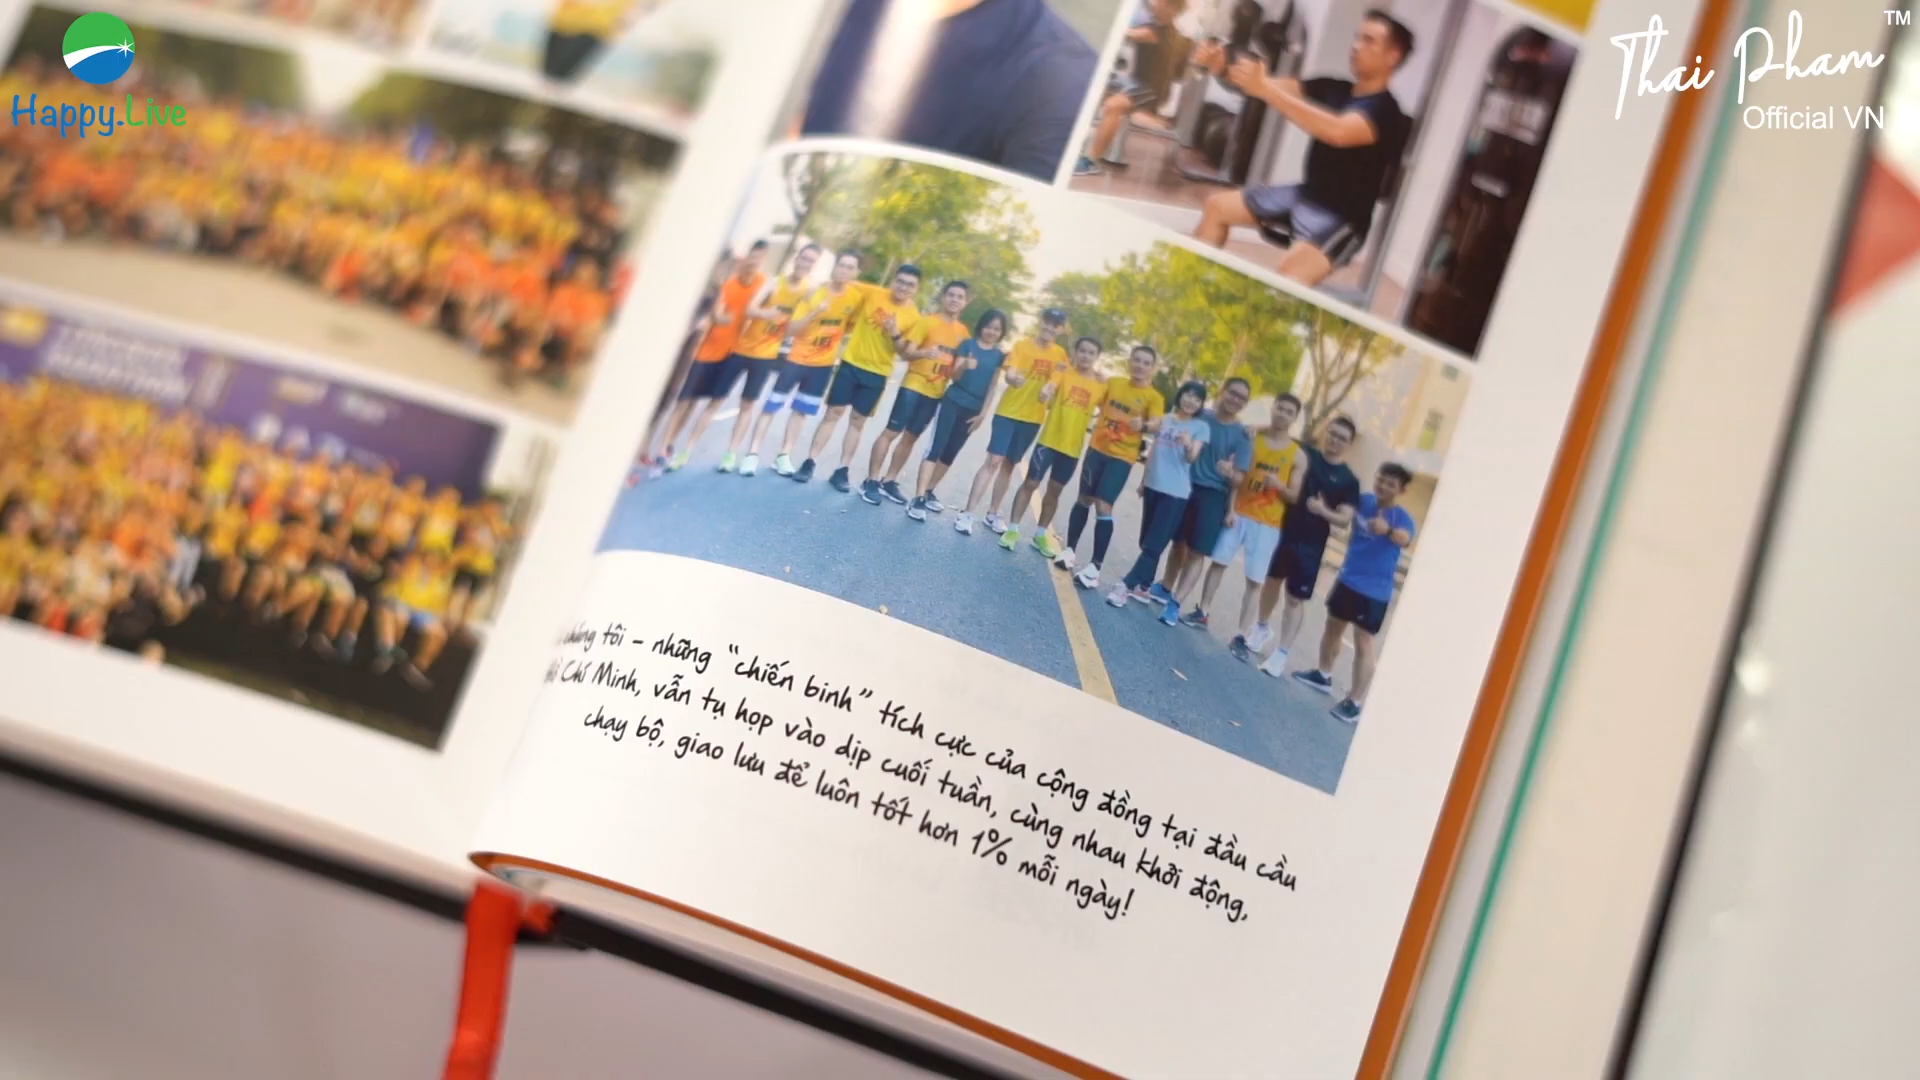 Happy.Live
Thai Pham
TM
Official VN
chúng tôi – những “chiến binh” tích cực của cộng đồng tại đầu cầu
Chí Minh, vẫn tụ họp vào dịp cuối tuần, cùng nhau khởi động,
chạy bộ, giao lưu để luôn tốt hơn 1% mỗi ngày!